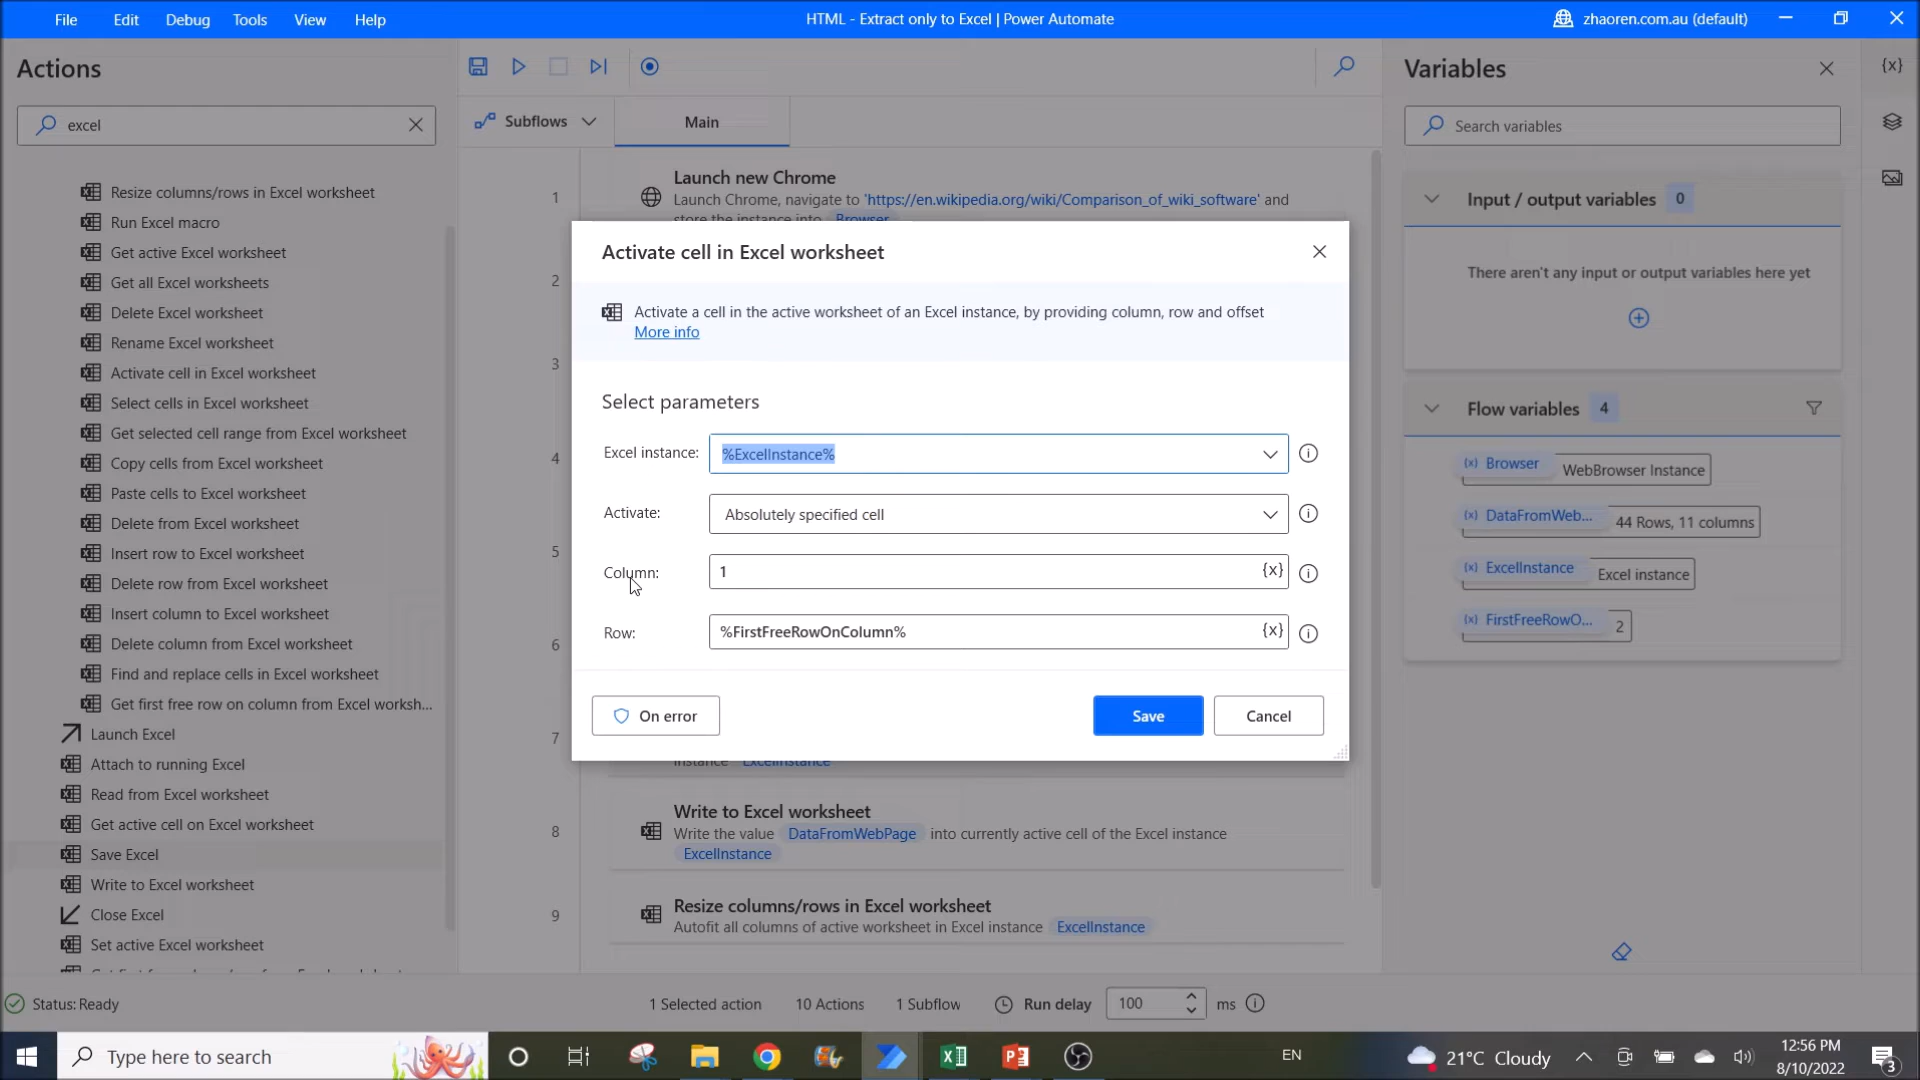 File
Edit
Debug
Tools
View
Help
HTML - Extract only to Excel | Power Automate
zhaoren.com.au (default)
Actions
excel
Resize columns/rows in Excel worksheet
Run Excel macro
Get active Excel worksheet
Get all Excel worksheets
Delete Excel worksheet
Rename Excel worksheet
Activate cell in Excel worksheet
Select cells in Excel worksheet
Get selected cell range from Excel worksheet
Copy cells from Excel worksheet
Paste cells to Excel worksheet
Delete from Excel worksheet
Insert row to Excel worksheet
Delete row from Excel worksheet
Insert column to Excel worksheet
Delete column from Excel worksheet
Find and replace cells in Excel worksheet
Get first free row on column from Excel worksh...
Launch Excel
Attach to running Excel
Read from Excel worksheet
Get active cell on Excel worksheet
Save Excel
Write to Excel worksheet
Close Excel
Set active Excel worksheet
Subflows
Main
1
Launch new Chrome
Launch Chrome, navigate to 'https://en.wikipedia.org/wiki/Comparison_of_wiki_software' and
store the instance into Browser
2
3
4
5
6
7
Activate cell in Excel worksheet
Activate a cell in the active worksheet of an Excel instance, by providing column, row and offset
More info
Select parameters
Excel instance:
%ExcelInstance%
Activate:
Absolutely specified cell
Column:
1
{x}
Row:
%FirstFreeRowOnColumn%
{x}
On error
Save
Cancel
instance ExcelInstance
8
Write to Excel worksheet
Write the value DataFromWebPage into currently active cell of the Excel instance
ExcelInstance
9
Resize columns/rows in Excel worksheet
Autofit all columns of active worksheet in Excel instance ExcelInstance
Variables
{x}
Search variables
Input / output variables 0
There aren't any input or output variables here yet
Flow variables 4
(x) Browser WebBrowser Instance
(x) DataFromWeb... 44 Rows, 11 columns
(x) ExcelInstance Excel instance
(x) FirstFreeRowO... 2
Status: Ready
1 Selected action
10 Actions
1 Subflow
Run delay
100
ms
Type here to search
EN
21°C Cloudy
12:56 PM
8/10/2022
3